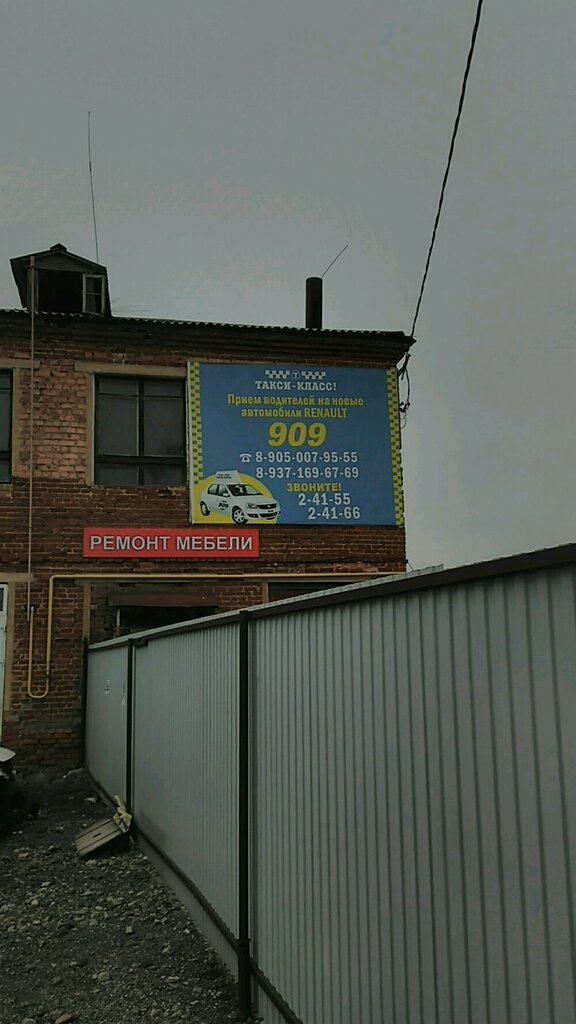 ТАКСИ-КЛАСС!
Прием водителей на новые
автомобили RENAULT
909
☎ 8-905-007-95-55
8-937-169-67-69
ЗВОНИТЕ!
2-41-55
2-41-66
РЕМОНТ МЕБЕЛИ